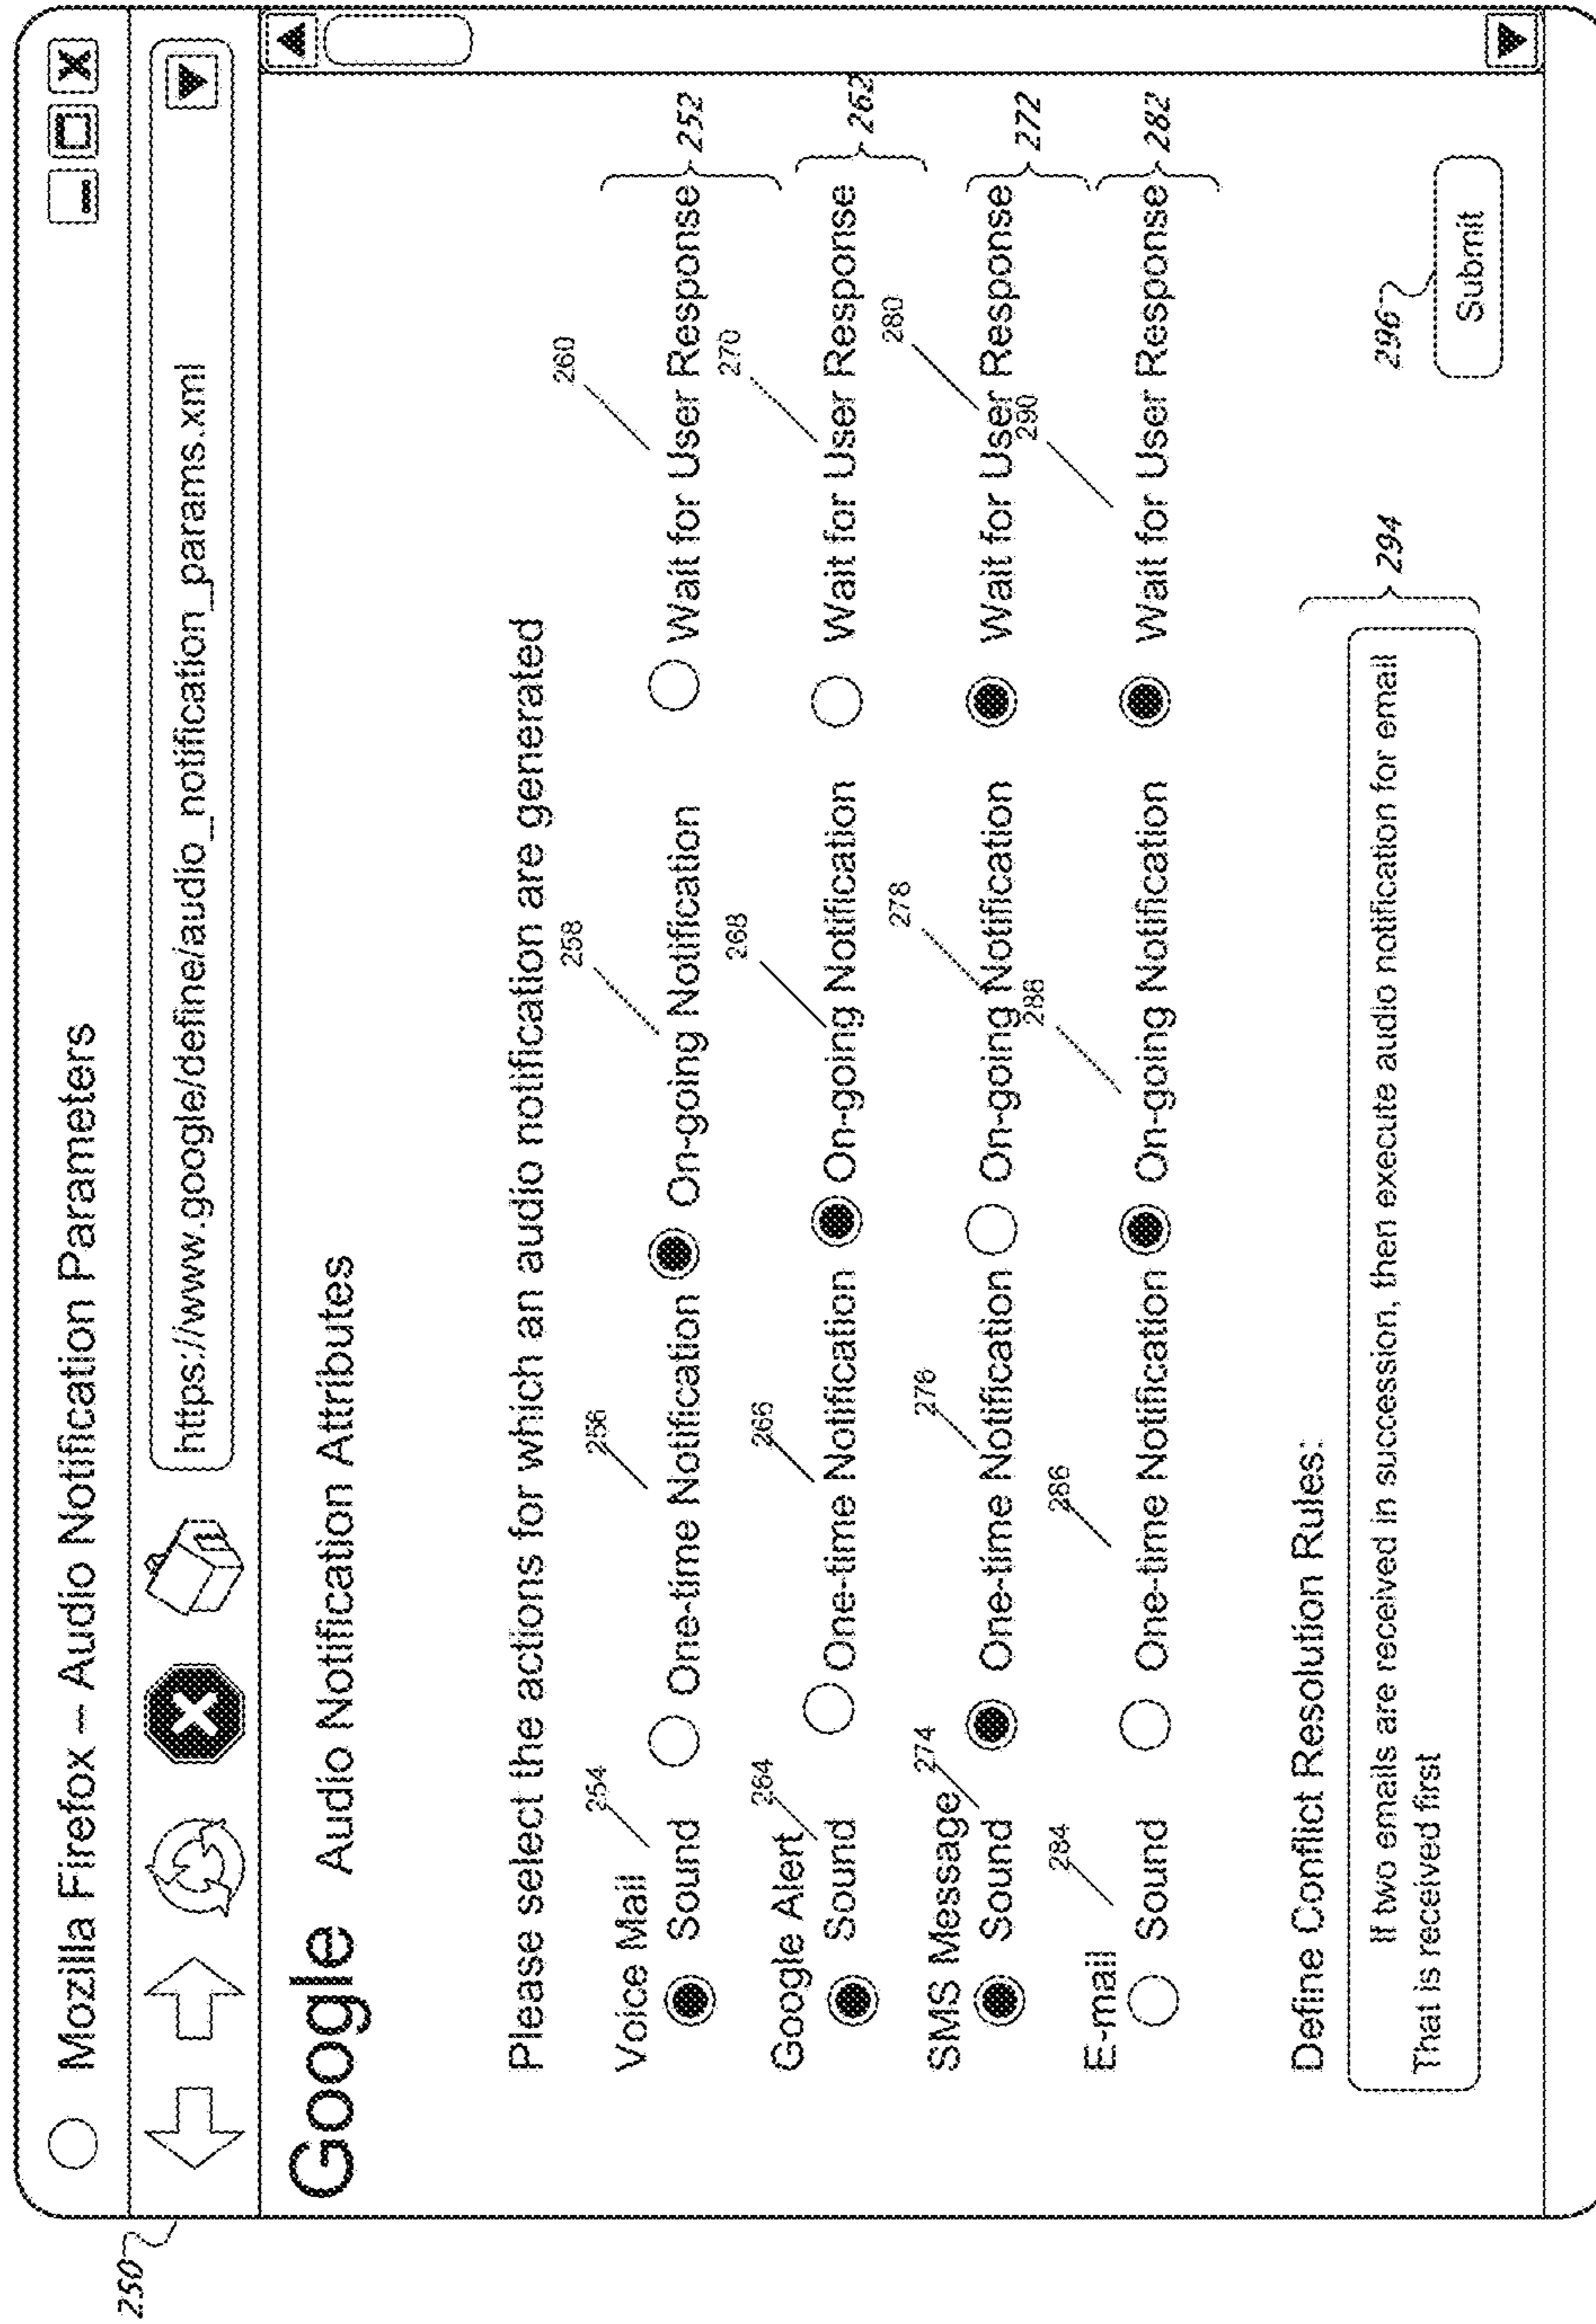 250
Mozilla Firefox – Audio Notification Parameters
https://www.google/define/audio_notification_params.xml
Google Audio Notification Attributes
Please select the actions for which an audio notification are generated
254 256 258 260
Voice Mail
Sound One-time Notification On-going Notification Wait for User Response 252
264 266 268 270
Google Alert
Sound One-time Notification On-going Notification Wait for User Response 262
274 276 278 280
SMS Message
Sound One-time Notification On-going Notification Wait for User Response 272
284 286 288 290
E-mail
Sound One-time Notification On-going Notification Wait for User Response 282
Define Conflict Resolution Rules:
If two emails are received in succession, then execute audio notification for email
That is received first
294
296
Submit